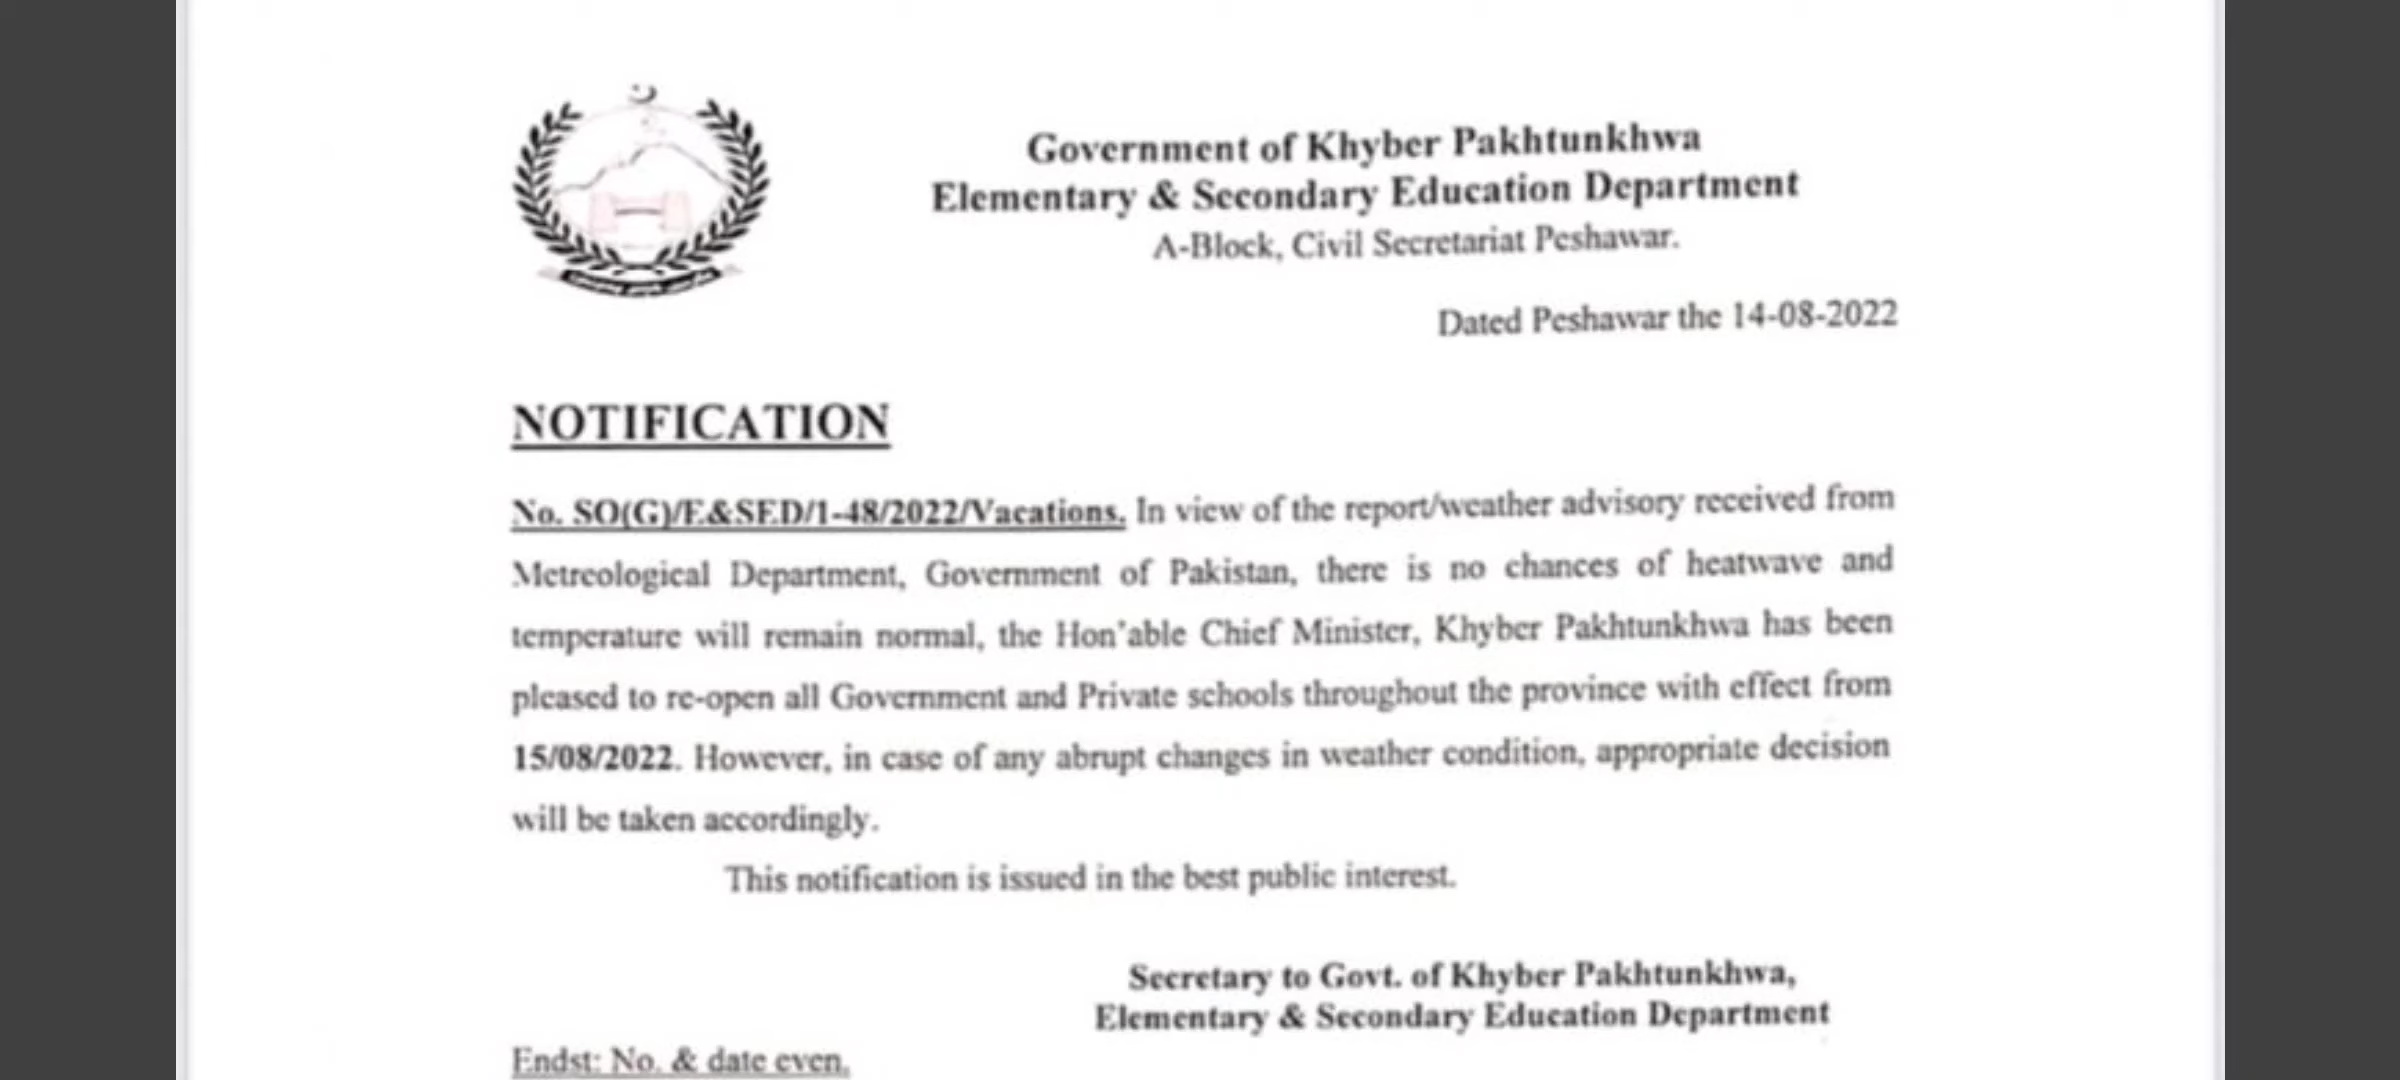 Government of Khyber Pakhtunkhwa
Elementary & Secondary Education Department
A-Block, Civil Secretariat Peshawar.
Dated Peshawar the 14-08-2022
NOTIFICATION
No. SO(G)/E&SED/1-48/2022/Vacations. In view of the report/weather advisory received from
Metreological Department, Government of Pakistan, there is no chances of heatwave and
temperature will remain normal, the Hon'able Chief Minister, Khyber Pakhtunkhwa has been
pleased to re-open all Government and Private schools throughout the province with effect from
15/08/2022. However, in case of any abrupt changes in weather condition, appropriate decision
will be taken accordingly.
This notification is issued in the best public interest.
Secretary to Govt. of Khyber Pakhtunkhwa,
Elementary & Secondary Education Department
Endst: No. & date even.